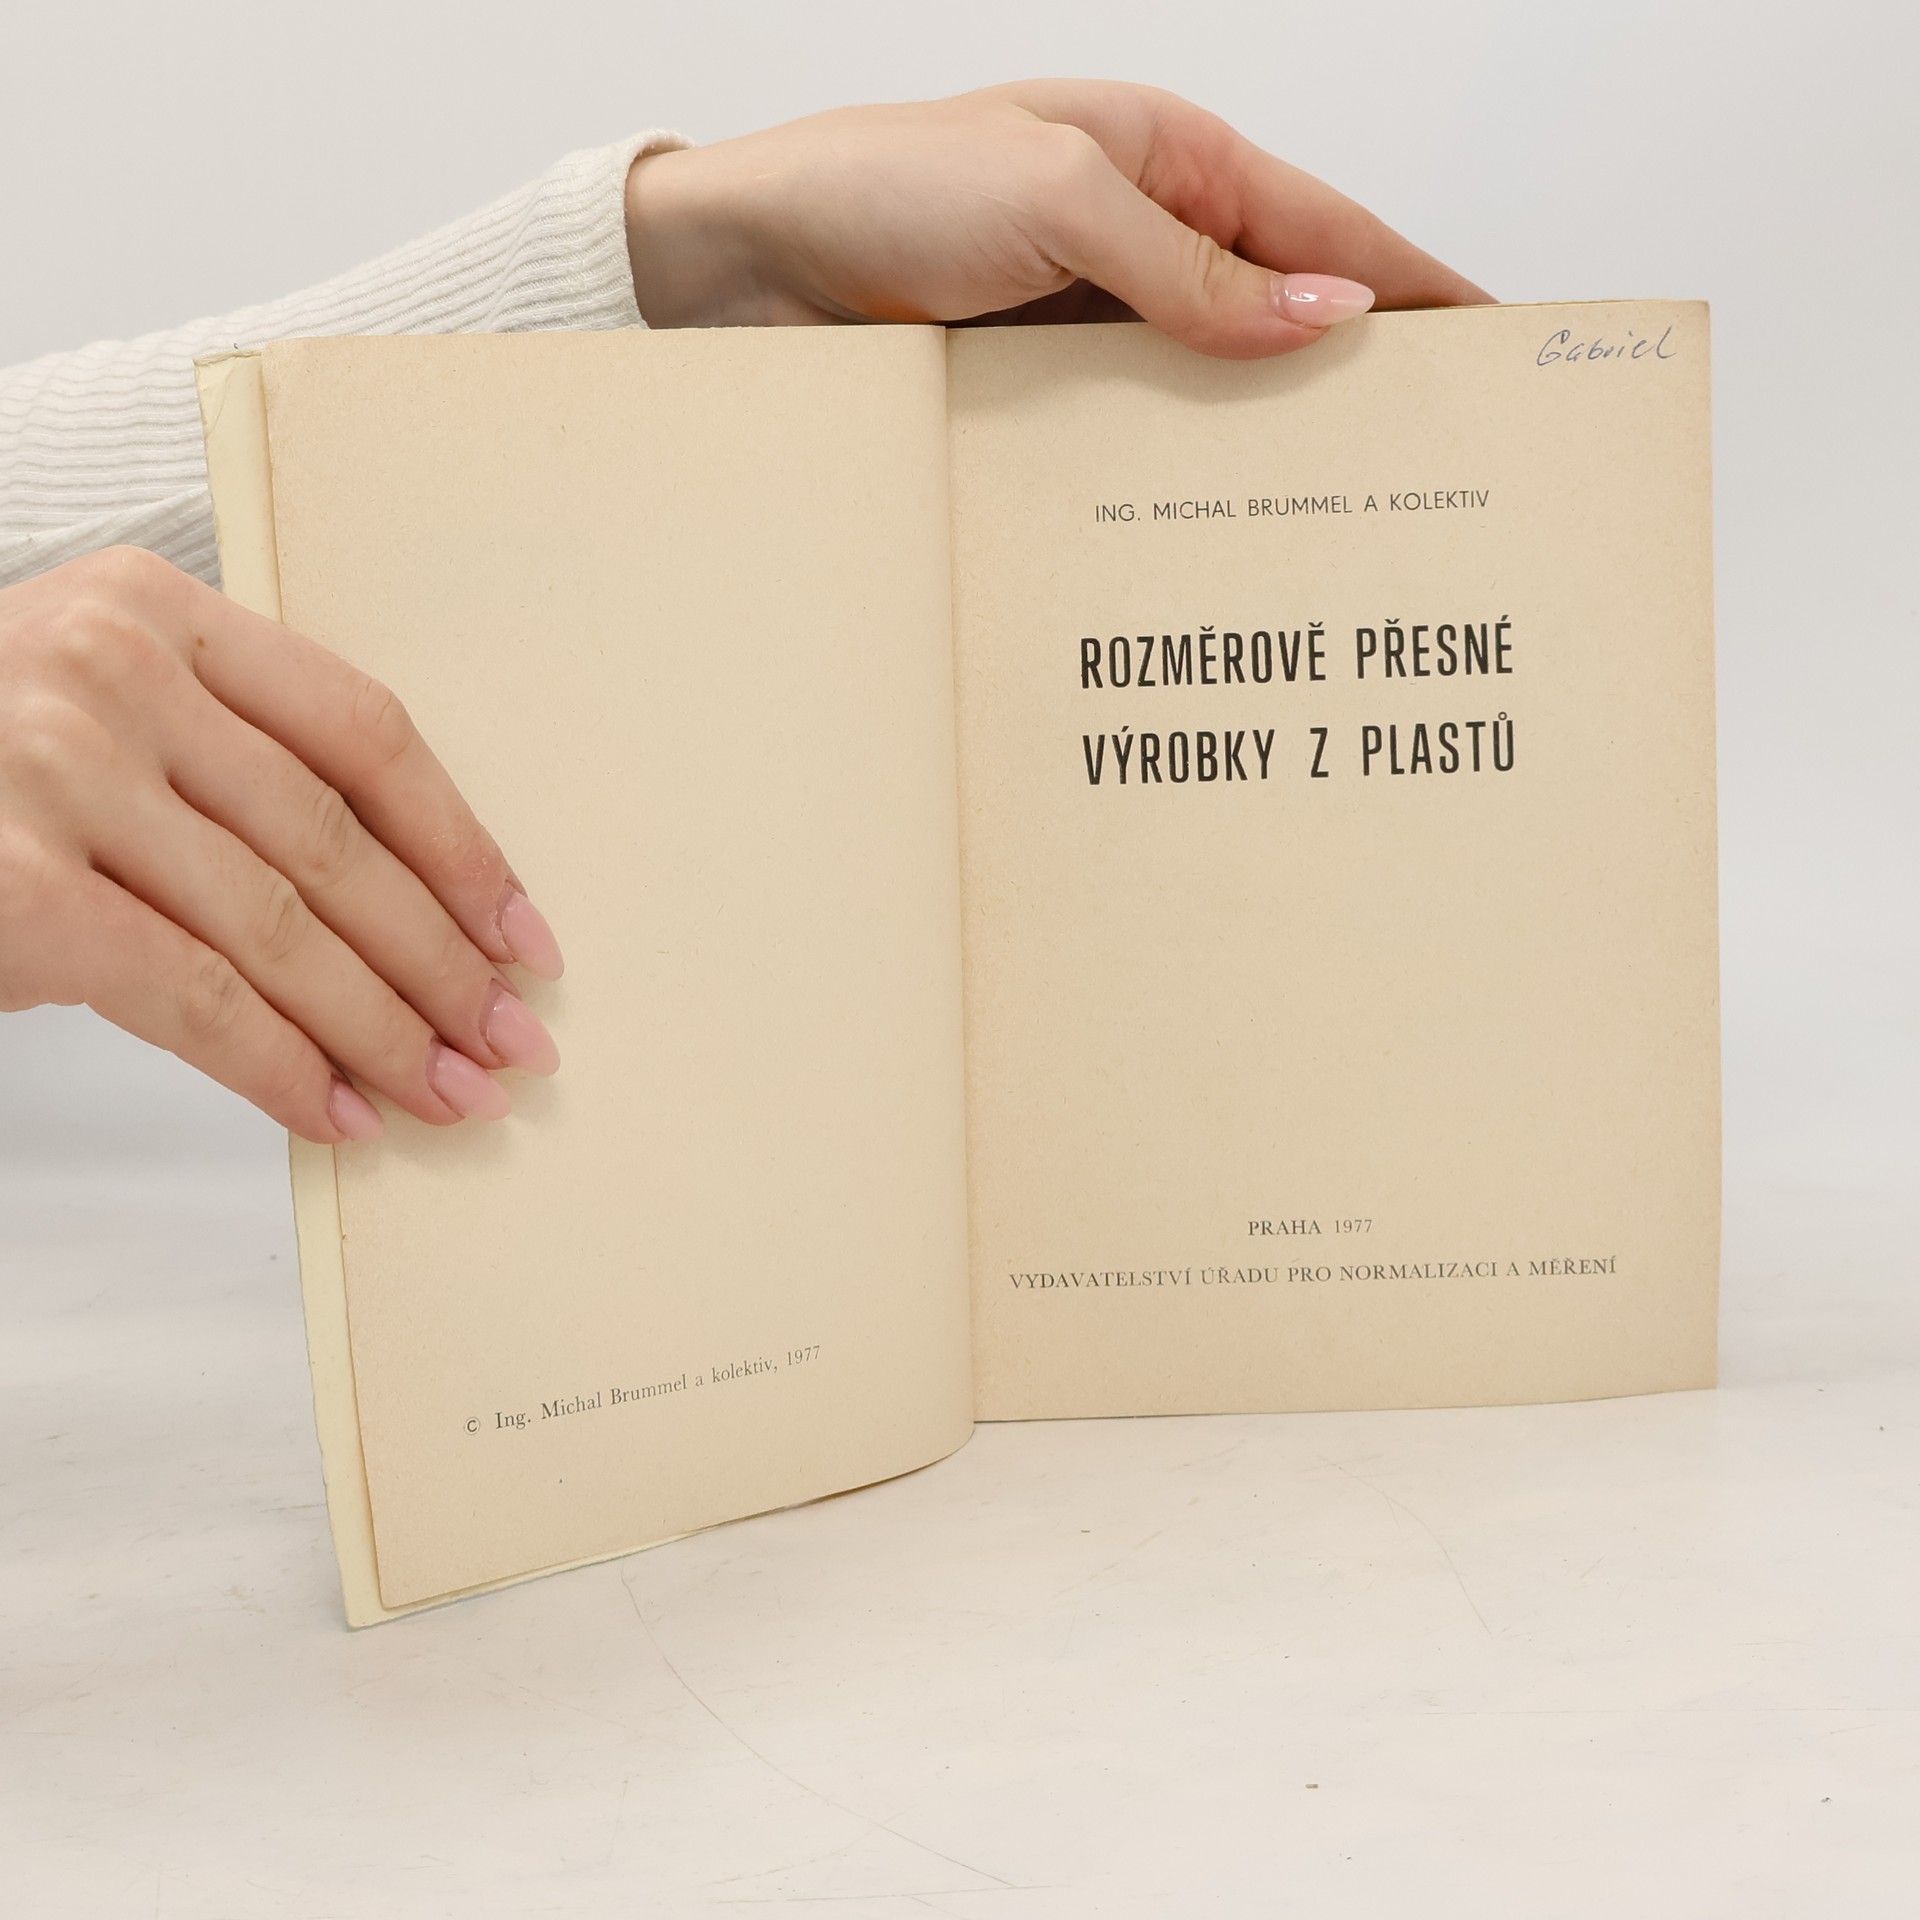 © Ing. Michal Brummel a kolektiv, 1977
Gabriel
ING. MICHAL BRUMMEL A KOLEKTIV
ROZMĚROVĚ PŘESNÉ
VÝROBKY Z PLASTŮ
PRAHA 1977
VYDAVATELSTVÍ ÚŘADU PRO NORMALIZACI A MĚŘENÍ